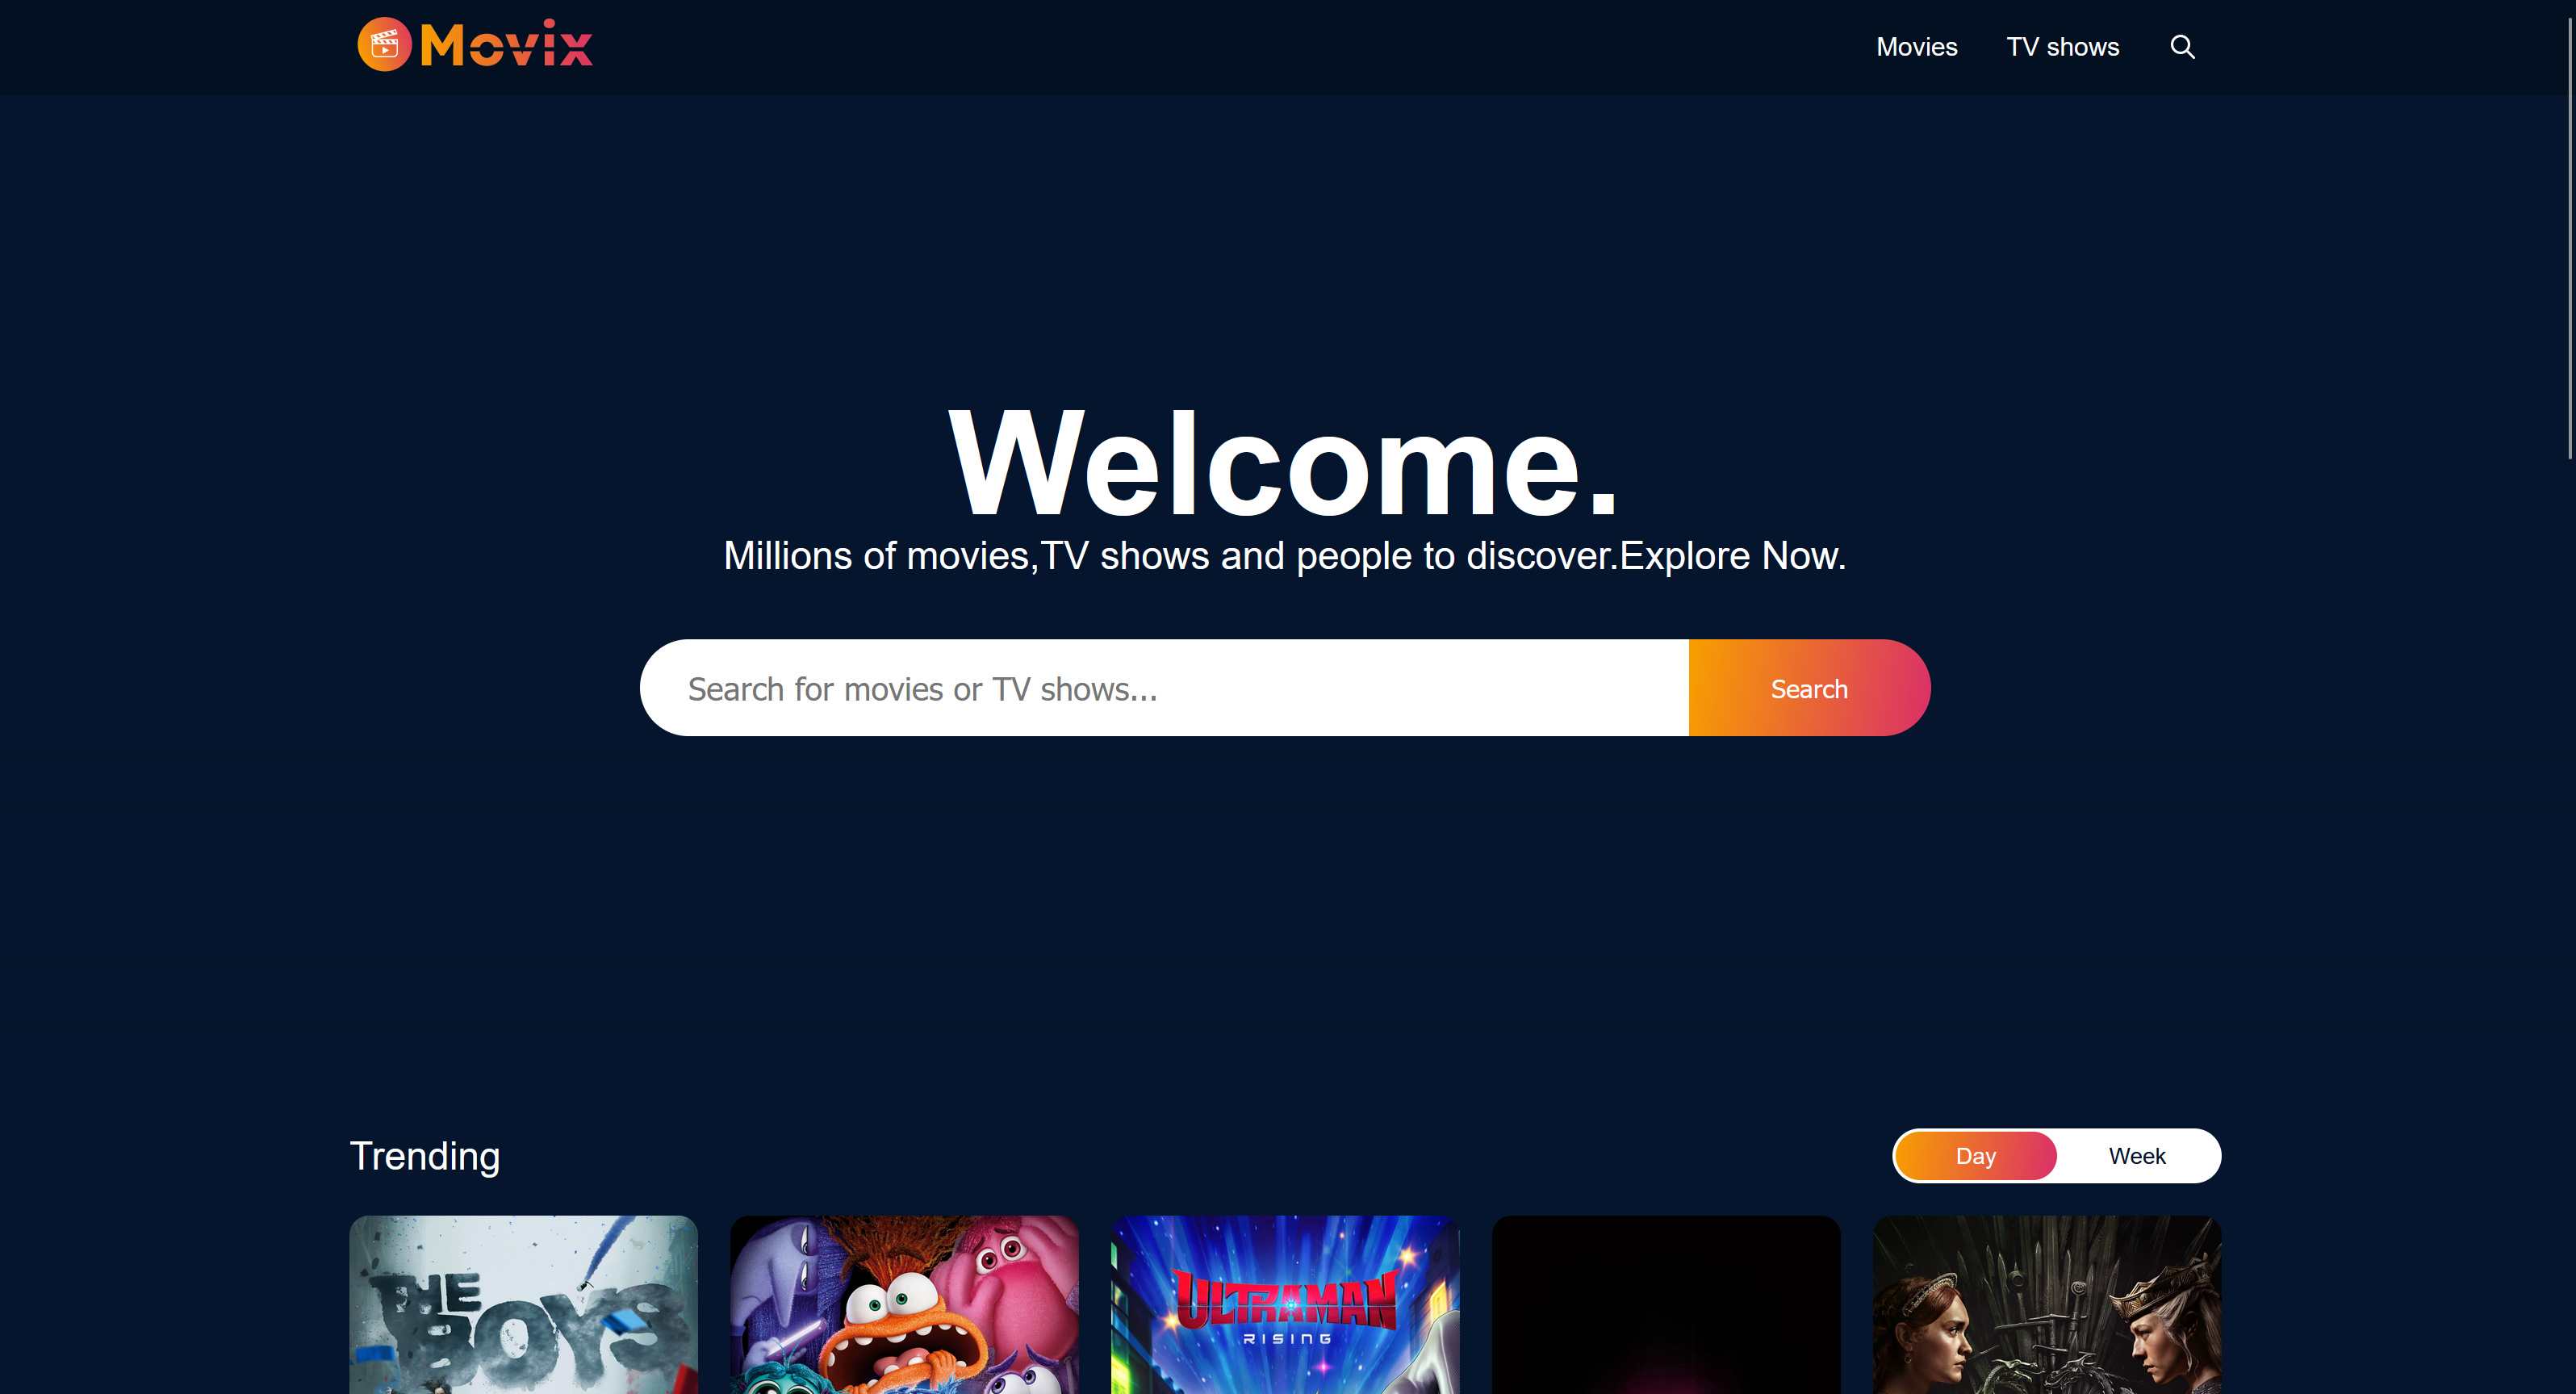 Movix
Movies
TV shows
Welcome.
Millions of movies,TV shows and people to discover.Explore Now.
Search for movies or TV shows...
Search
Trending
Day
Week
THE
BOYS
ULTRAMAN
RISING